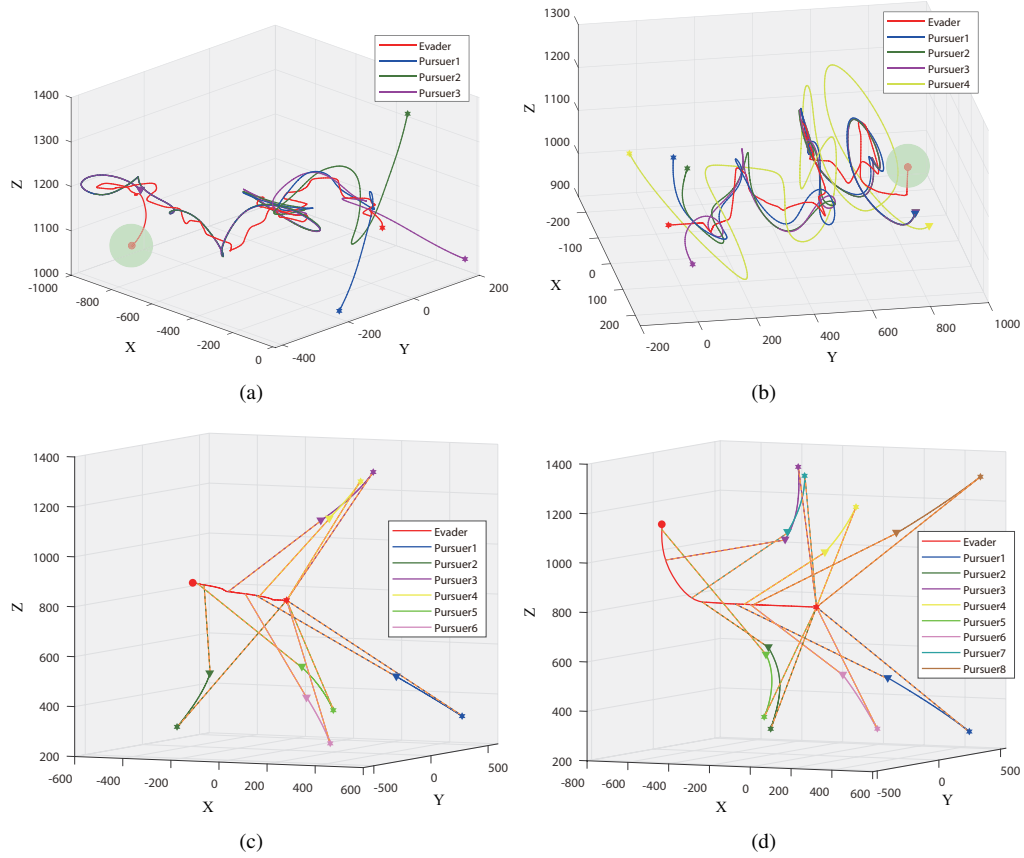 Evader
Pursuer1
Pursuer2
Pursuer3
1400
1300
1200
1100
1000
Z
-1000
-800
-600
-400
-200
0
X
-400
-200
0
200
Y
(a)
Evader
Pursuer1
Pursuer2
Pursuer3
Pursuer4
1300
1200
1100
1000
900
Z
-200
-100
0
100
200
X
-200
0
200
400
600
800
1000
Y
(b)
1400
1200
1000
800
600
400
200
Z
Evader
Pursuer1
Pursuer2
Pursuer3
Pursuer4
Pursuer5
Pursuer6
-600
-400
-200
0
200
400
600
X
-500
0
500
Y
(c)
1400
1200
1000
800
600
400
200
Z
Evader
Pursuer1
Pursuer2
Pursuer3
Pursuer4
Pursuer5
Pursuer6
Pursuer7
Pursuer8
-800
-600
-400
-200
0
200
400
600
X
-500
0
500
Y
(d)